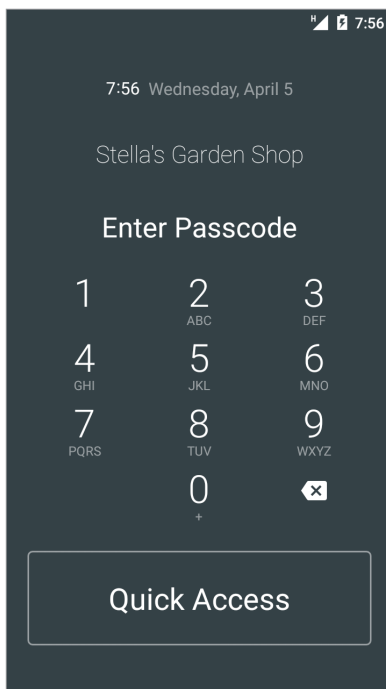 H 7:56
7:56 Wednesday, April 5
Stella's Garden Shop
Enter Passcode
1 2 3
ABC DEF
4 5 6
GHI JKL MNO
7 8 9
PQRS TUV WXYZ
0
+
Quick Access